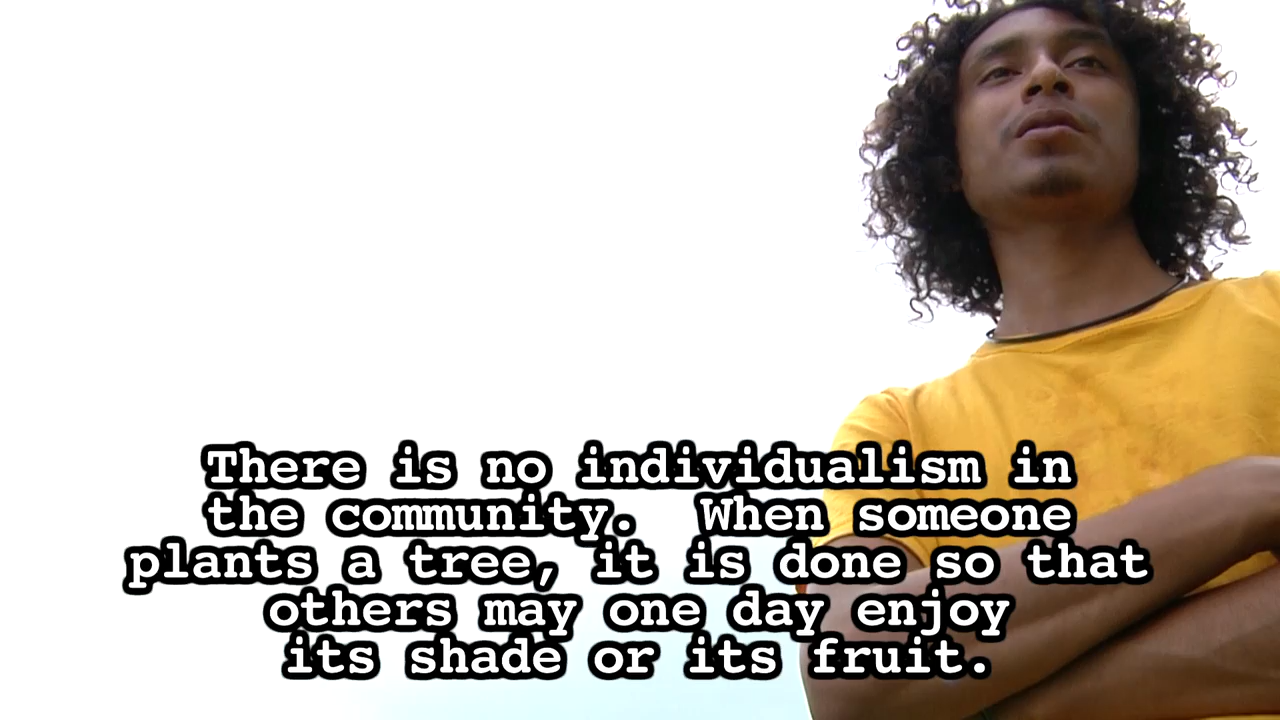 There is no individualism in
the community.  When someone
plants a tree, it is done so that
others may one day enjoy
its shade or its fruit.